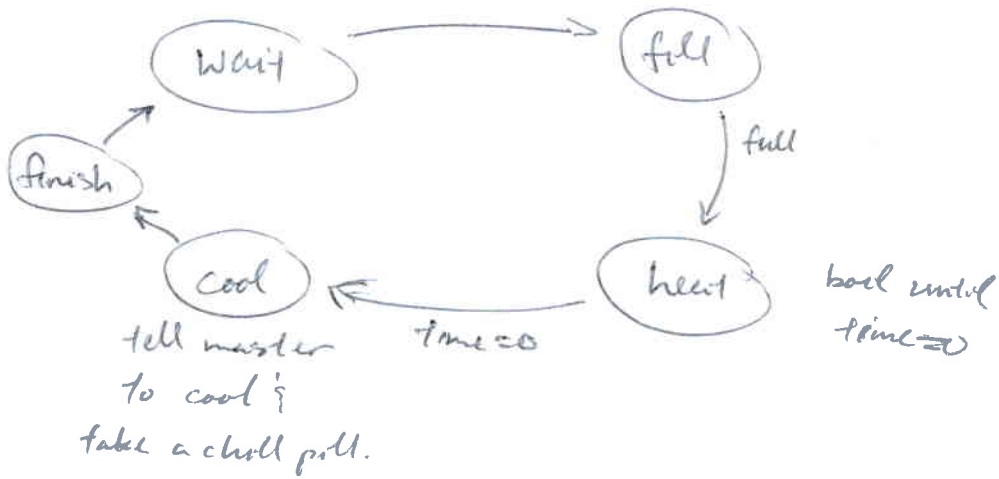 Wait
fill
full
finish
cool
heat
boil until
time=0
time=0
tell master
to cool &
take a chill pill.